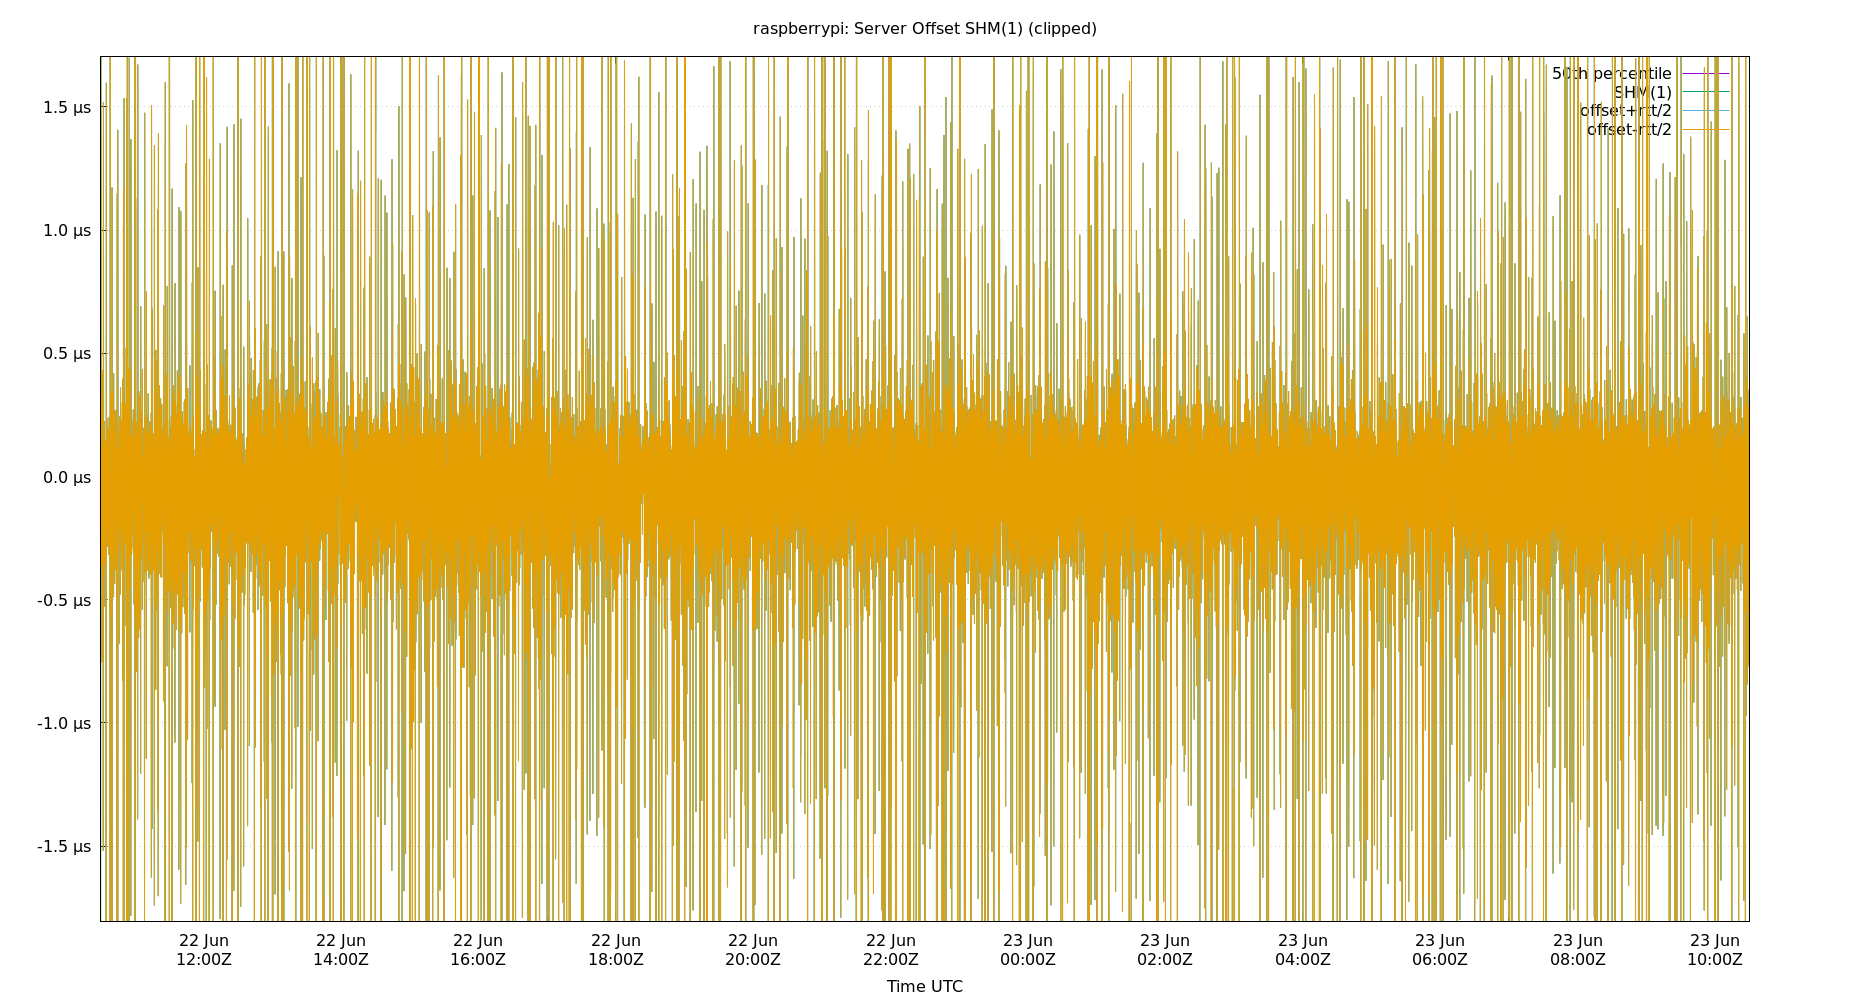 raspberrypi: Server Offset SHM(1) (clipped)
50th percentile
SHM(1)
offset+rtt/2
offset-rtt/2
1.5 µs
1.0 µs
0.5 µs
0.0 µs
-0.5 µs
-1.0 µs
-1.5 µs
22 Jun 22 Jun 22 Jun 22 Jun 22 Jun 22 Jun 23 Jun 23 Jun 23 Jun 23 Jun 23 Jun 23 Jun
12:00Z 14:00Z 16:00Z 18:00Z 20:00Z 22:00Z 00:00Z 02:00Z 04:00Z 06:00Z 08:00Z 10:00Z
Time UTC